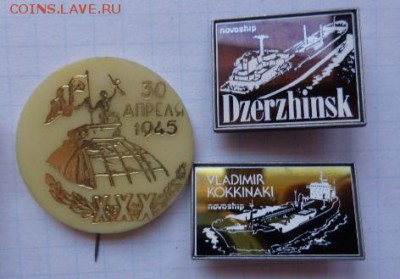 COINS.LAVE.RU
30
АПРЕЛЯ
1945
XXX
novoship
Dzerzhinsk
VLADIMIR
KOKKINAKI
novoship